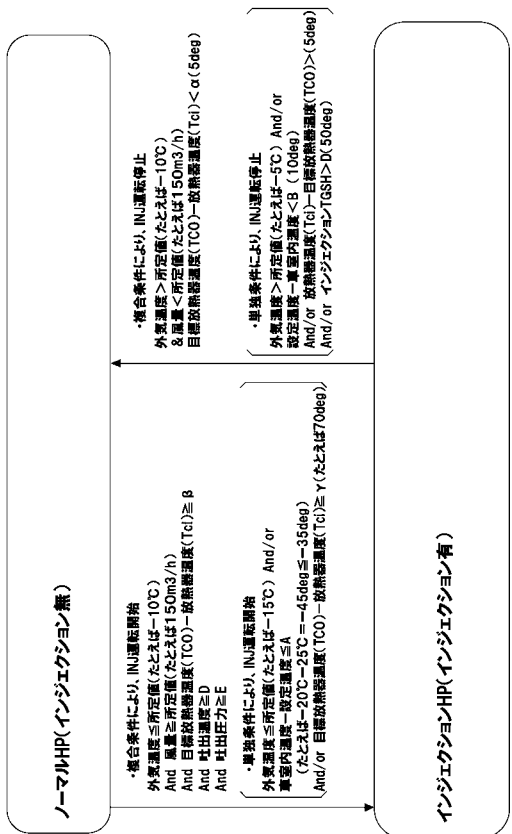 ノーマルHP(インジェクション無)
・複合条件により、INJ運転開始
外気温度≦所定値(たとえば−10℃)
And 風量≧所定値(たとえば150m3/h)
And 目標放熱器温度(TCO)−放熱器温度(Tci)≧β
And 吐出温度≧D
And 吐出圧力≧E
・単独条件により、INJ運転開始
外気温度≦所定値(たとえば−15℃) And/or
車室内温度−設定温度≦A
(たとえば−20℃−25℃=−45deg≦−35deg)
And/or 目標放熱器温度(TCO)−放熱器温度(Tci)≧γ(たとえば70deg)
・複合条件により、INJ運転停止
外気温度>所定値(たとえば−10℃)
&風量<所定値(たとえば150m3/h)
目標放熱器温度(TCO)−放熱器温度(Tci)<α(5deg)
・単独条件により、INJ運転停止
外気温度>所定値(たとえば−5℃) And/or
設定温度−車室内温度<B (10deg)
And/or 放熱器温度(Tci)−目標放熱器温度(TCO)>(5deg)
And/or インジェクションTGSH>D(50deg)
インジェクションHP(インジェクション有)